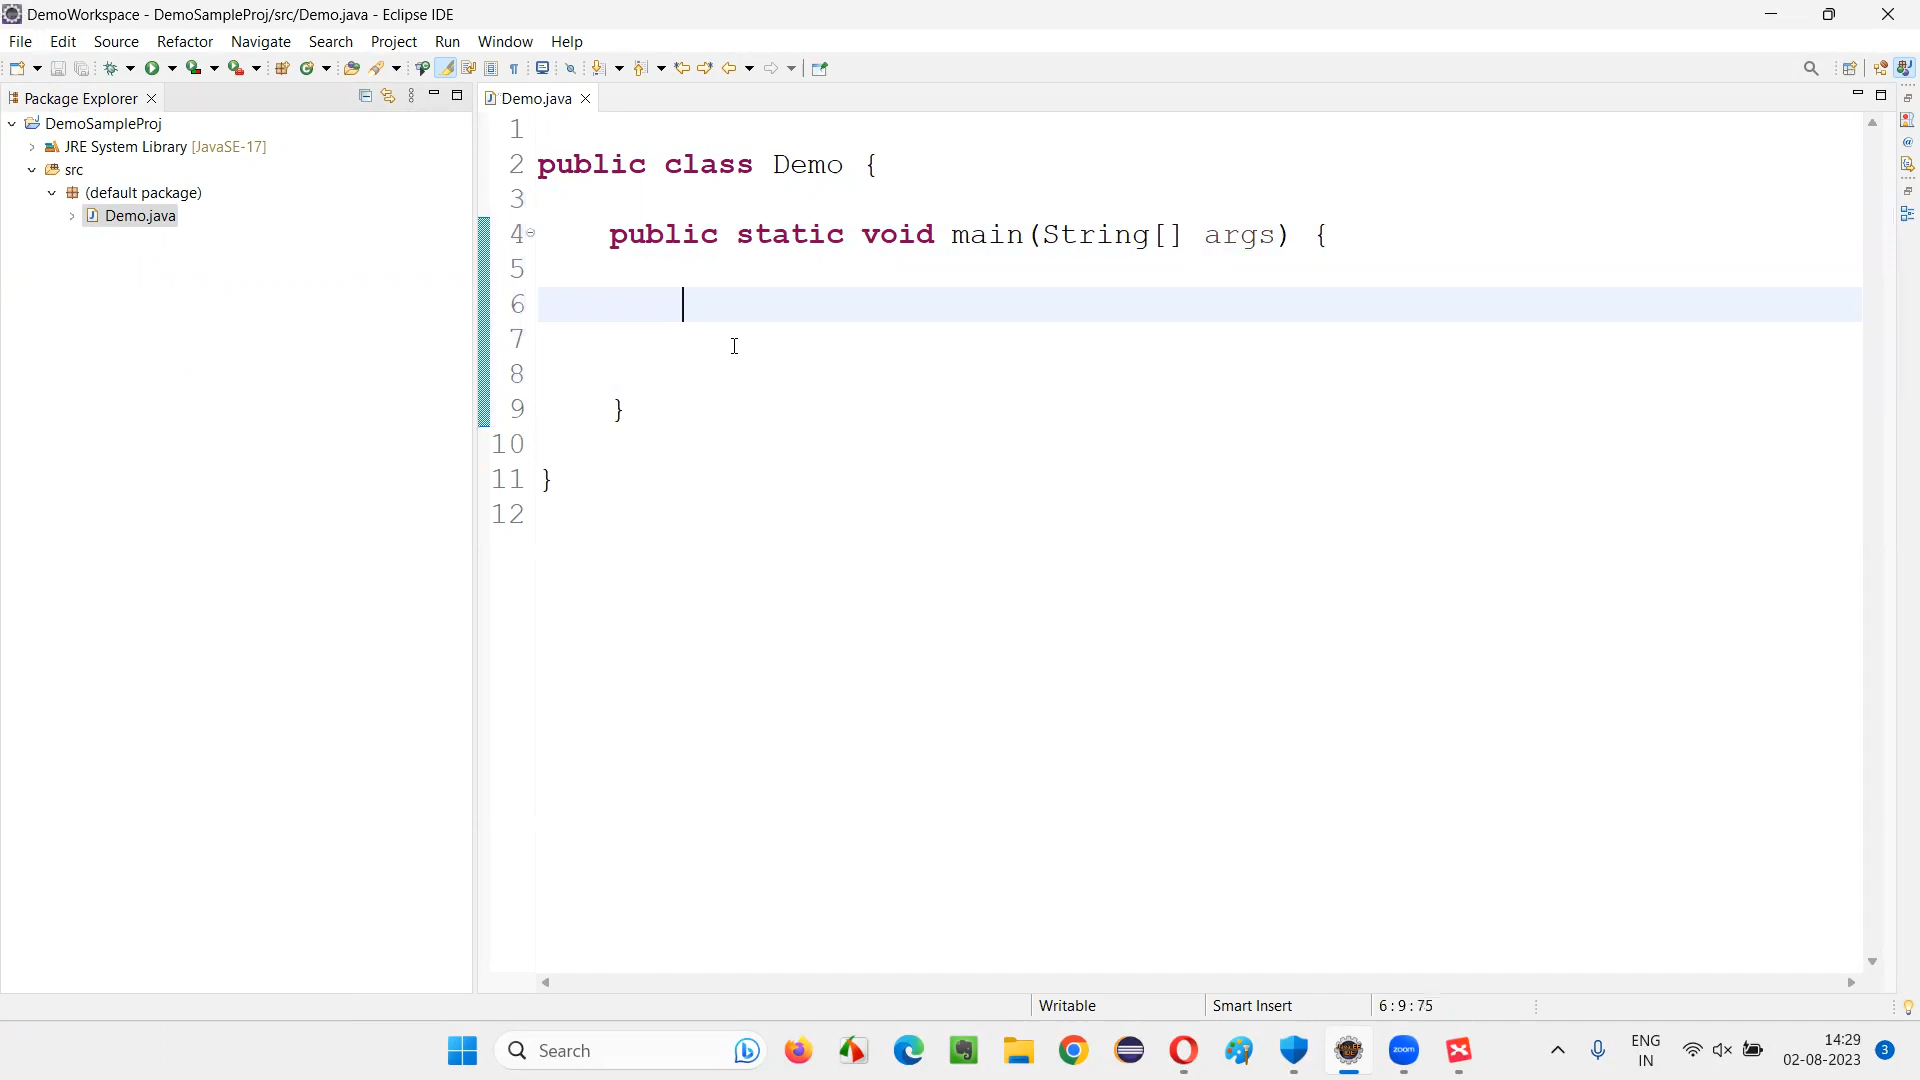 DemoWorkspace - DemoSampleProj/src/Demo.java - Eclipse IDE
File Edit Source Refactor Navigate Search Project Run Window Help
Package Explorer
Demo.java
DemoSampleProj
JRE System Library [JavaSE-17]
src
(default package)
Demo.java
1
2 public class Demo {
3
4 public static void main(String[] args) {
5
6
7
8
9 }
10
11 }
12
Writable Smart Insert 6 : 9 : 75
Search
zoom
ENG
IN
14:29
02-08-2023
3